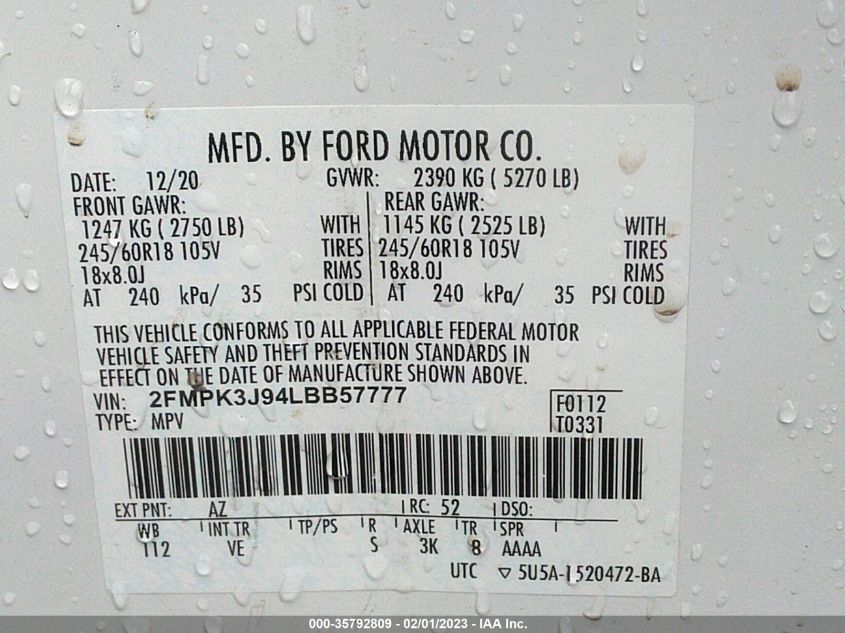 MFD. BY FORD MOTOR CO.
DATE: 12/20 GVWR: 2390 KG ( 5270 LB)
FRONT GAWR: REAR GAWR:
1247 KG ( 2750 LB) WITH 1145 KG ( 2525 LB) WITH
245/60R18 105V TIRES 245/60R18 105V TIRES
18x8.0J RIMS 18x8.0J RIMS
AT 240 kPa/ 35 PSI COLD AT 240 kPa/ 35 PSI COLD
THIS VEHICLE CONFORMS TO ALL APPLICABLE FEDERAL MOTOR
VEHICLE SAFETY AND THEFT PREVENTION STANDARDS IN
EFFECT ON THE DATE OF MANUFACTURE SHOWN ABOVE.
VIN: 2FMPK3J94LBB57777
TYPE: MPV
F0112
T0331
EXT PNT: AZ RC: 52 DSO:
WB INT TR TP/PS R AXLE TR SPR
112 VE S 3K 8 AAAA
UTC ▽ 5U5A-1520472-BA
000-35792809 - 02/01/2023 - IAA Inc.